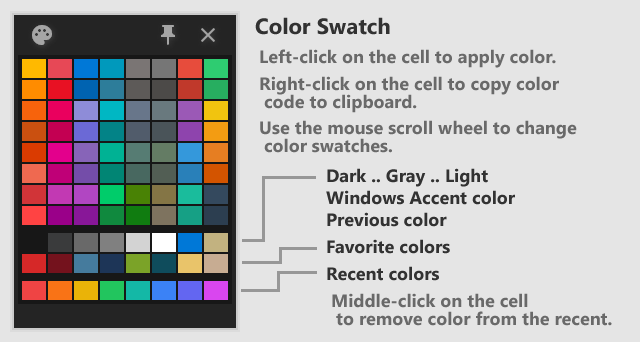 Color Swatch
Left-click on the cell to apply color.
Right-click on the cell to copy color
code to clipboard.
Use the mouse scroll wheel to change
color swatches.
Dark .. Gray .. Light
Windows Accent color
Previous color
Favorite colors
Recent colors
Middle-click on the cell
to remove color from the recent.